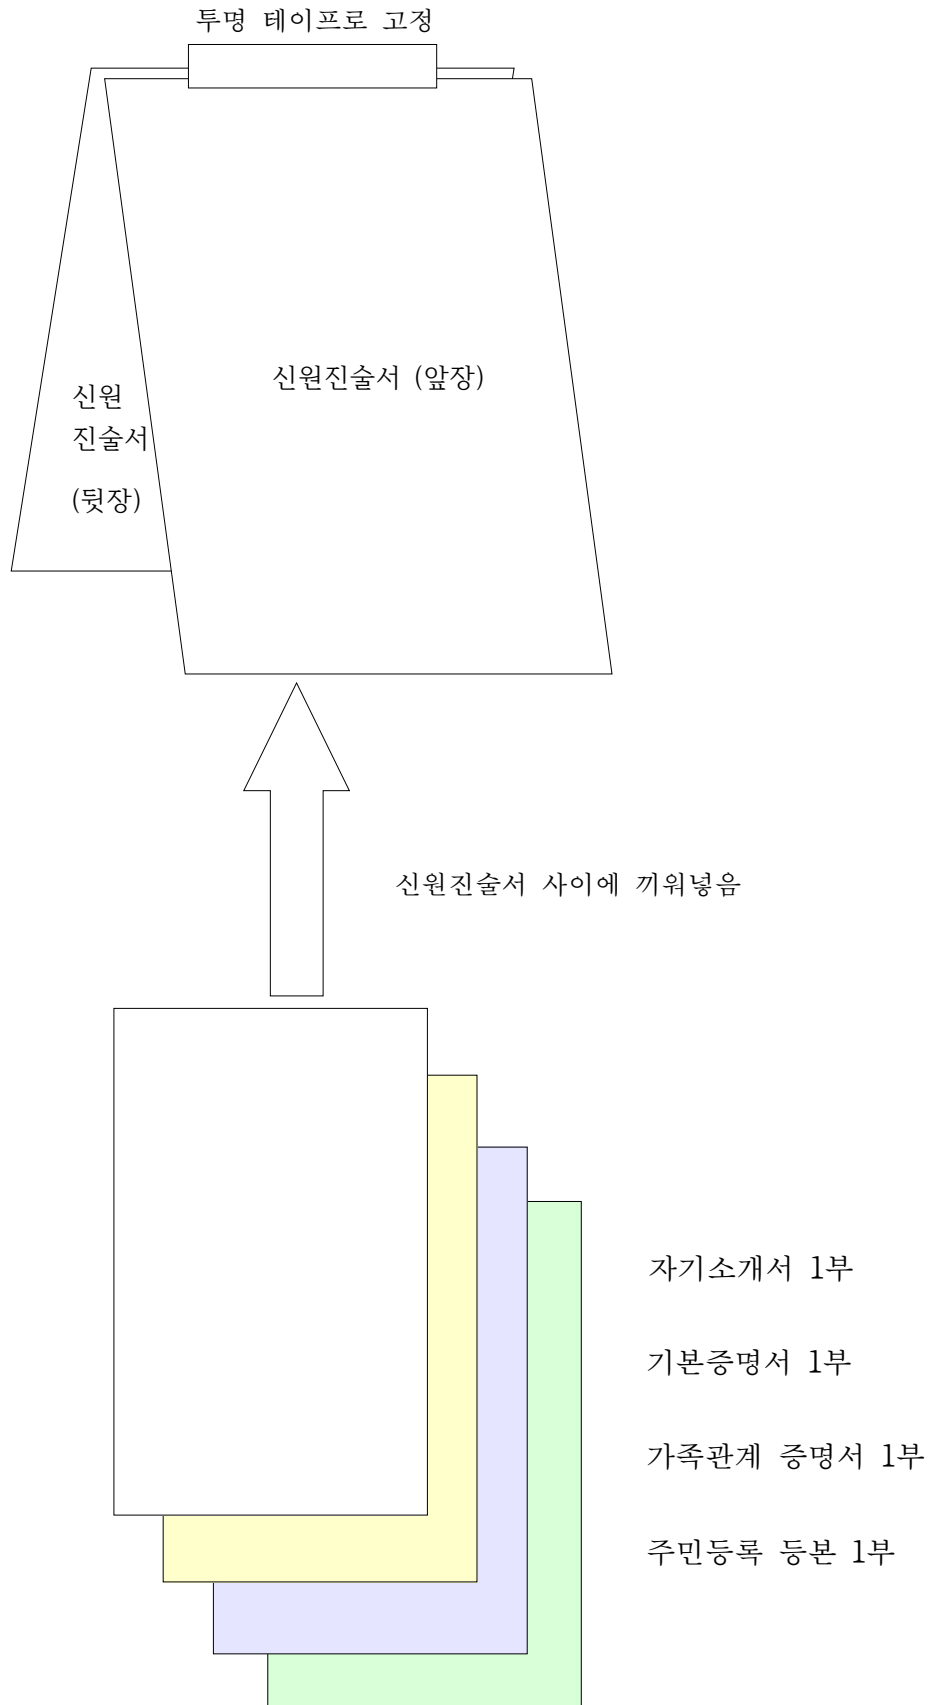 투명 테이프로 고정
신원진술서 (앞장)
신원
진술서
(뒷장)
신원진술서 사이에 끼워넣음
자기소개서 1부
기본증명서 1부
가족관계 증명서 1부
주민등록 등본 1부